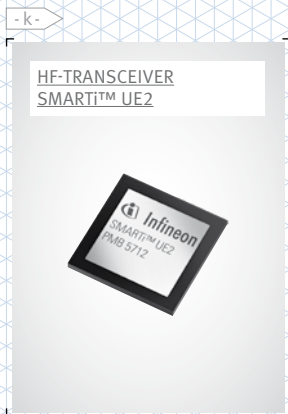 - k -
HF-TRANSCEIVER
SMARTi™ UE2
Infineon
SMARTi™ UE2
PMB 5712